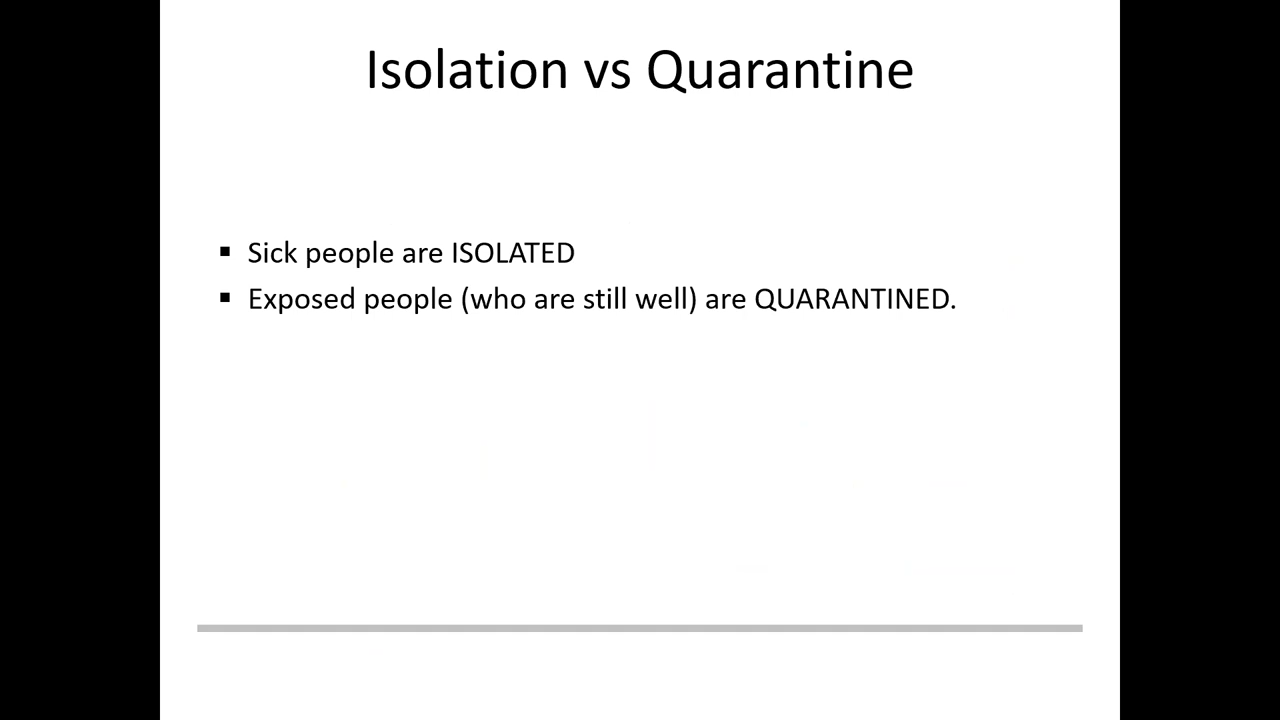 Isolation vs Quarantine
▪ Sick people are ISOLATED
▪ Exposed people (who are still well) are QUARANTINED.